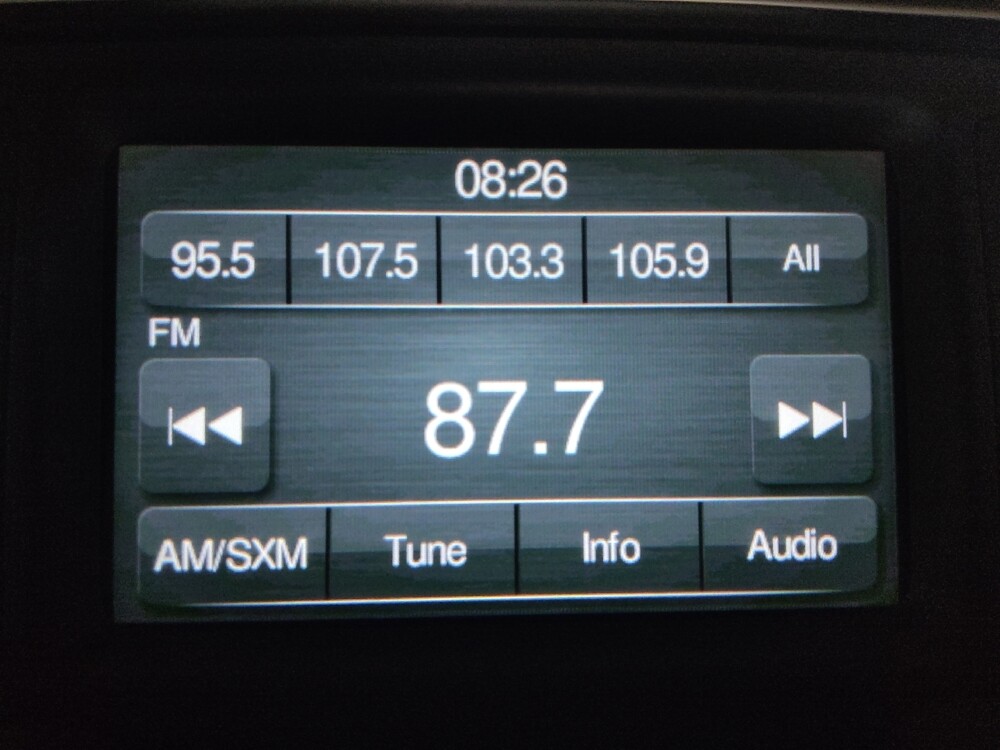 08:26
95.5 107.5 103.3 105.9 All
FM
87.7
AM/SXM Tune Info Audio